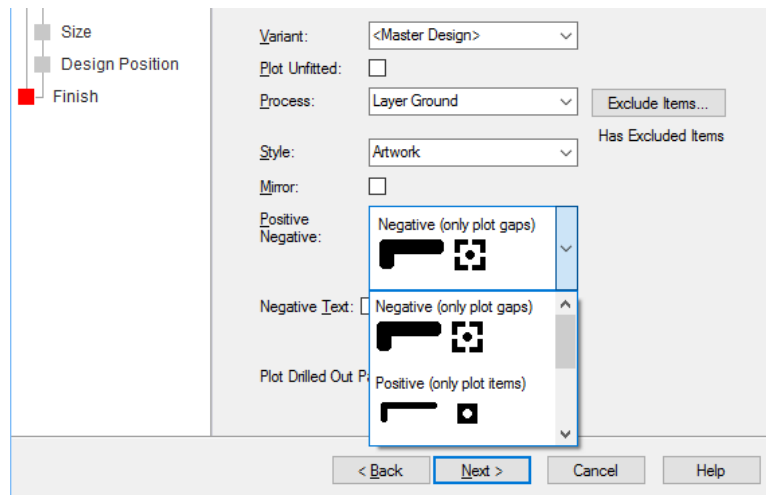 Size
Design Position
Finish
Variant: <Master Design>
Plot Unfitted:
Process: Layer Ground Exclude Items...
Has Excluded Items
Style: Artwork
Mirror:
Positive
Negative:
Negative (only plot gaps)
Negative Text:
Negative (only plot gaps)
Plot Drilled Out
Positive (only plot items)
< Back Next > Cancel Help